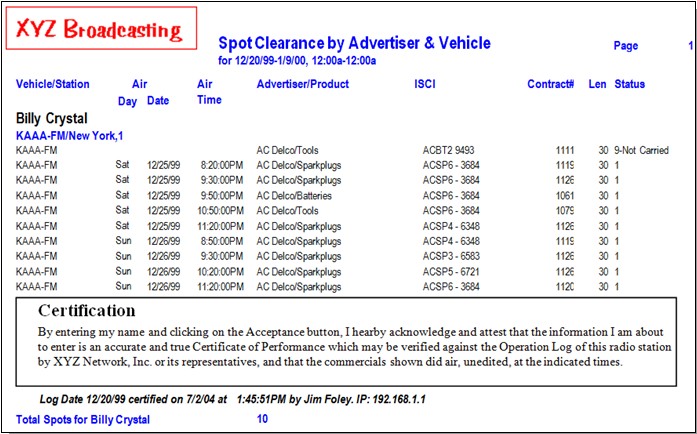 XYZ Broadcasting
Spot Clearance by Advertiser & Vehicle Page 1
for 12/20/99-1/9/00, 12:00a-12:00a
Vehicle/Station Air Air Advertiser/Product ISCI Contract# Len Status
Day Date Time
Billy Crystal
KAAA-FM/New York,1
KAAA-FM AC Delco/Tools ACBT2 9493 1111 30 9-Not Carried
KAAA-FM Sat 12/25/99 8:20:00PM AC Delco/Sparkplugs ACSP6 - 3684 1119 30 1
KAAA-FM Sat 12/25/99 9:30:00PM AC Delco/Sparkplugs ACSP6 - 3684 1126 30 1
KAAA-FM Sat 12/25/99 9:50:00PM AC Delco/Batteries ACSP6 - 3684 1061 30 1
KAAA-FM Sat 12/25/99 10:50:00PM AC Delco/Tools ACSP6 - 3684 1079 30 1
KAAA-FM Sat 12/25/99 11:20:00PM AC Delco/Sparkplugs ACSP4 - 6348 1126 30 1
KAAA-FM Sun 12/26/99 8:50:00PM AC Delco/Sparkplugs ACSP4 - 6348 1119 30 1
KAAA-FM Sun 12/26/99 9:30:00PM AC Delco/Sparkplugs ACSP3 - 6583 1126 30 1
KAAA-FM Sun 12/26/99 10:20:00PM AC Delco/Sparkplugs ACSP5 - 6721 1126 30 1
KAAA-FM Sun 12/26/99 11:20:00PM AC Delco/Sparkplugs ACSP6 - 3684 1120 30 1
Certification
By entering my name and clicking on the Acceptance button, I hearby acknowledge and attest that the information I am about
to enter is an accurate and true Certificate of Performance which may be verified against the Operation Log of this radio station
by XYZ Network, Inc. or its representatives, and that the commercials shown did air, unedited, at the indicated times.
Log Date 12/20/99 certified on 7/2/04 at 1:45:51PM by Jim Foley. IP: 192.168.1.1
Total Spots for Billy Crystal 10